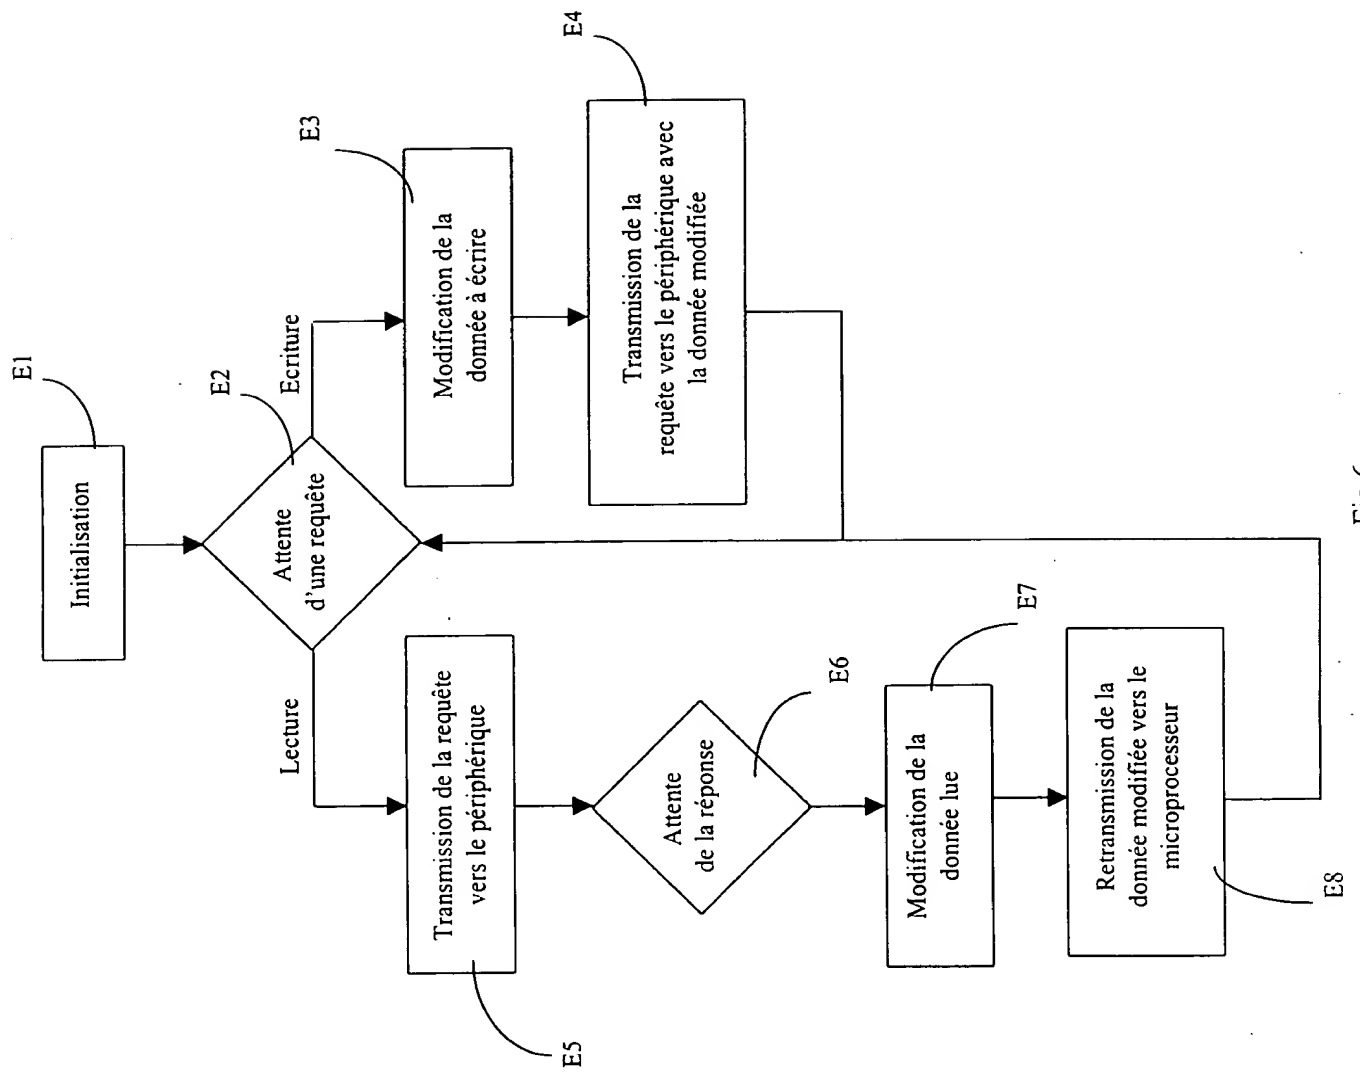 E1
Initialisation
E2
Attente
d'une requête
Ecriture
E3
Modification de la
donnée à écrire
E4
Transmission de la
requête vers le périphérique avec
la donnée modifiée
Lecture
E5
Transmission de la requête
vers le périphérique
E6
Attente
de la réponse
E7
Modification de la
donnée lue
E8
Retransmission de la
donnée modifiée vers le
microprocesseur